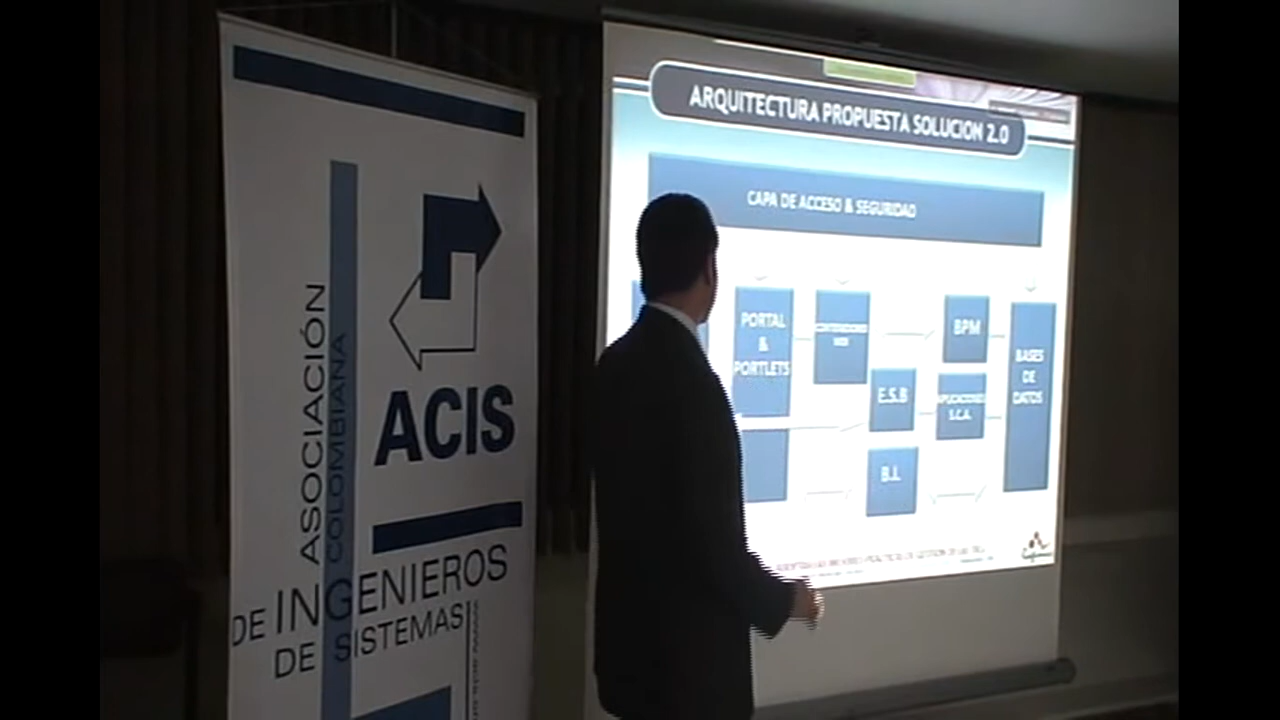 ASOCIACIÓN
COLOMBIANA
DE INGENIEROS
DE SISTEMAS
ACIS
ARQUITECTURA PROPUESTA SOLUCION 2.0
CAPA DE ACCESO & SEGURIDAD
PORTAL
&
PORTLETS
BPM
E.S.B
APLICACIONES
S.C.A.
B.I.
BASES
DE
DATOS